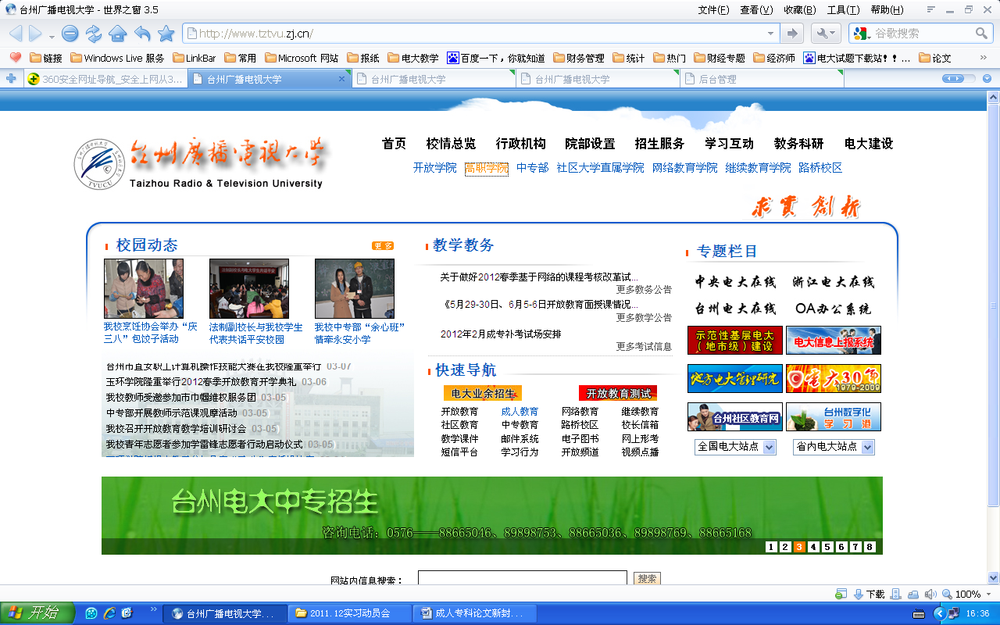 台州广播电视大学 - 世界之窗 3.5
文件(F) 查看(V) 收藏(B) 工具(T) 帮助(H)
http://www.tztvu.zj.cn/
谷歌搜索
链接 Windows Live 服务 LinkBar 常用 Microsoft 网站 报纸 电大教学 百度一下，你就知道 财务管理 统计 热门 财经专题 经济师 电大试题下载站！！... 论文 »
360安全网址导航_安全上网从3... 台州广播电视大学 台州广播电视大学 台州广播电视大学 后台管理
台州廣播電視大学
TVUCU
Taizhou Radio & Television University
首页 校情总览 行政机构 院部设置 招生服务 学习互动 教务科研 电大建设
开放学院 高职学院 中专部 社区大学直属学院 网络教育学院 继续教育学院 路桥校区
求實 創新
校园动态
更多
我校烹饪协会举办“庆
三八”包饺子活动
法制副校长与我校学生
代表共话平安校园
我校中专部“余心班”
情牵永安小学
台州市直女职工计算机操作技能大赛在我校隆重举行 03-07
玉环学院隆重举行2012春季开放教育开学典礼 03-06
我校教师受邀参加市巾帼维权服务团 03-05
中专部开展教师示范课观摩活动 03-05
我校召开开放教育教学培训研讨会 03-05
我校青年志愿者参加学雷锋志愿者行动启动仪式 03-05
教学教务
关于做好2012春季基于网络的课程考核改革试...
更多教务公告
《5月29-30日、6月5-6日开放教育面授课情况...
更多教学公告
2012年2月成专补考试场安排
更多考试信息
快速导航
电大业余招生 开放教育测试
开放教育 成人教育 网络教育 继续教育
社区教育 中专教育 路桥校区 校长信箱
教学课件 邮件系统 电子图书 网上形考
短信平台 学习行为 开放频道 视频点播
专题栏目
中央电大在线 浙江电大在线
台州电大在线 OA办公系统
示范性基层电大
（地市级）建设
电大信息上报系统
地方电大管理研究
电大30年
1979-2009
台州社区教育网
台州数字化
学习港
全国电大站点 省内电大站点
台州电大中专招生
咨询电话：0576——88665046、89898753、88665036、89898769、88665168
1 2 3 4 5 6 7 8
网站内信息搜索：
搜索
下载 100%
开始 » 台州广播电视大学... 2011.12实习动员会 成人专科论文新封... 16:36